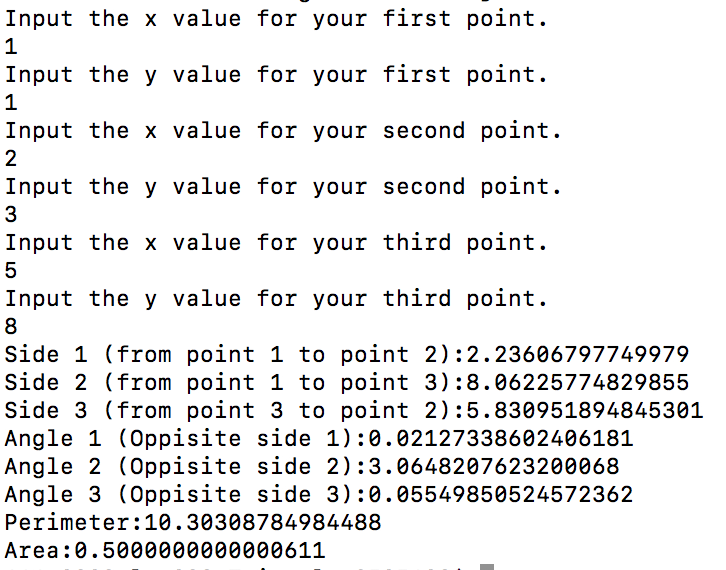 Input the x value for your first point.
1
Input the y value for your first point.
1
Input the x value for your second point.
2
Input the y value for your second point.
3
Input the x value for your third point.
5
Input the y value for your third point.
8
Side 1 (from point 1 to point 2):2.23606797749979
Side 2 (from point 1 to point 3):8.06225774829855
Side 3 (from point 3 to point 2):5.830951894845301
Angle 1 (Oppisite side 1):0.02127338602406181
Angle 2 (Oppisite side 2):3.0648207623200068
Angle 3 (Oppisite side 3):0.05549850524572362
Perimeter:10.30308784984488
Area:0.5000000000000611